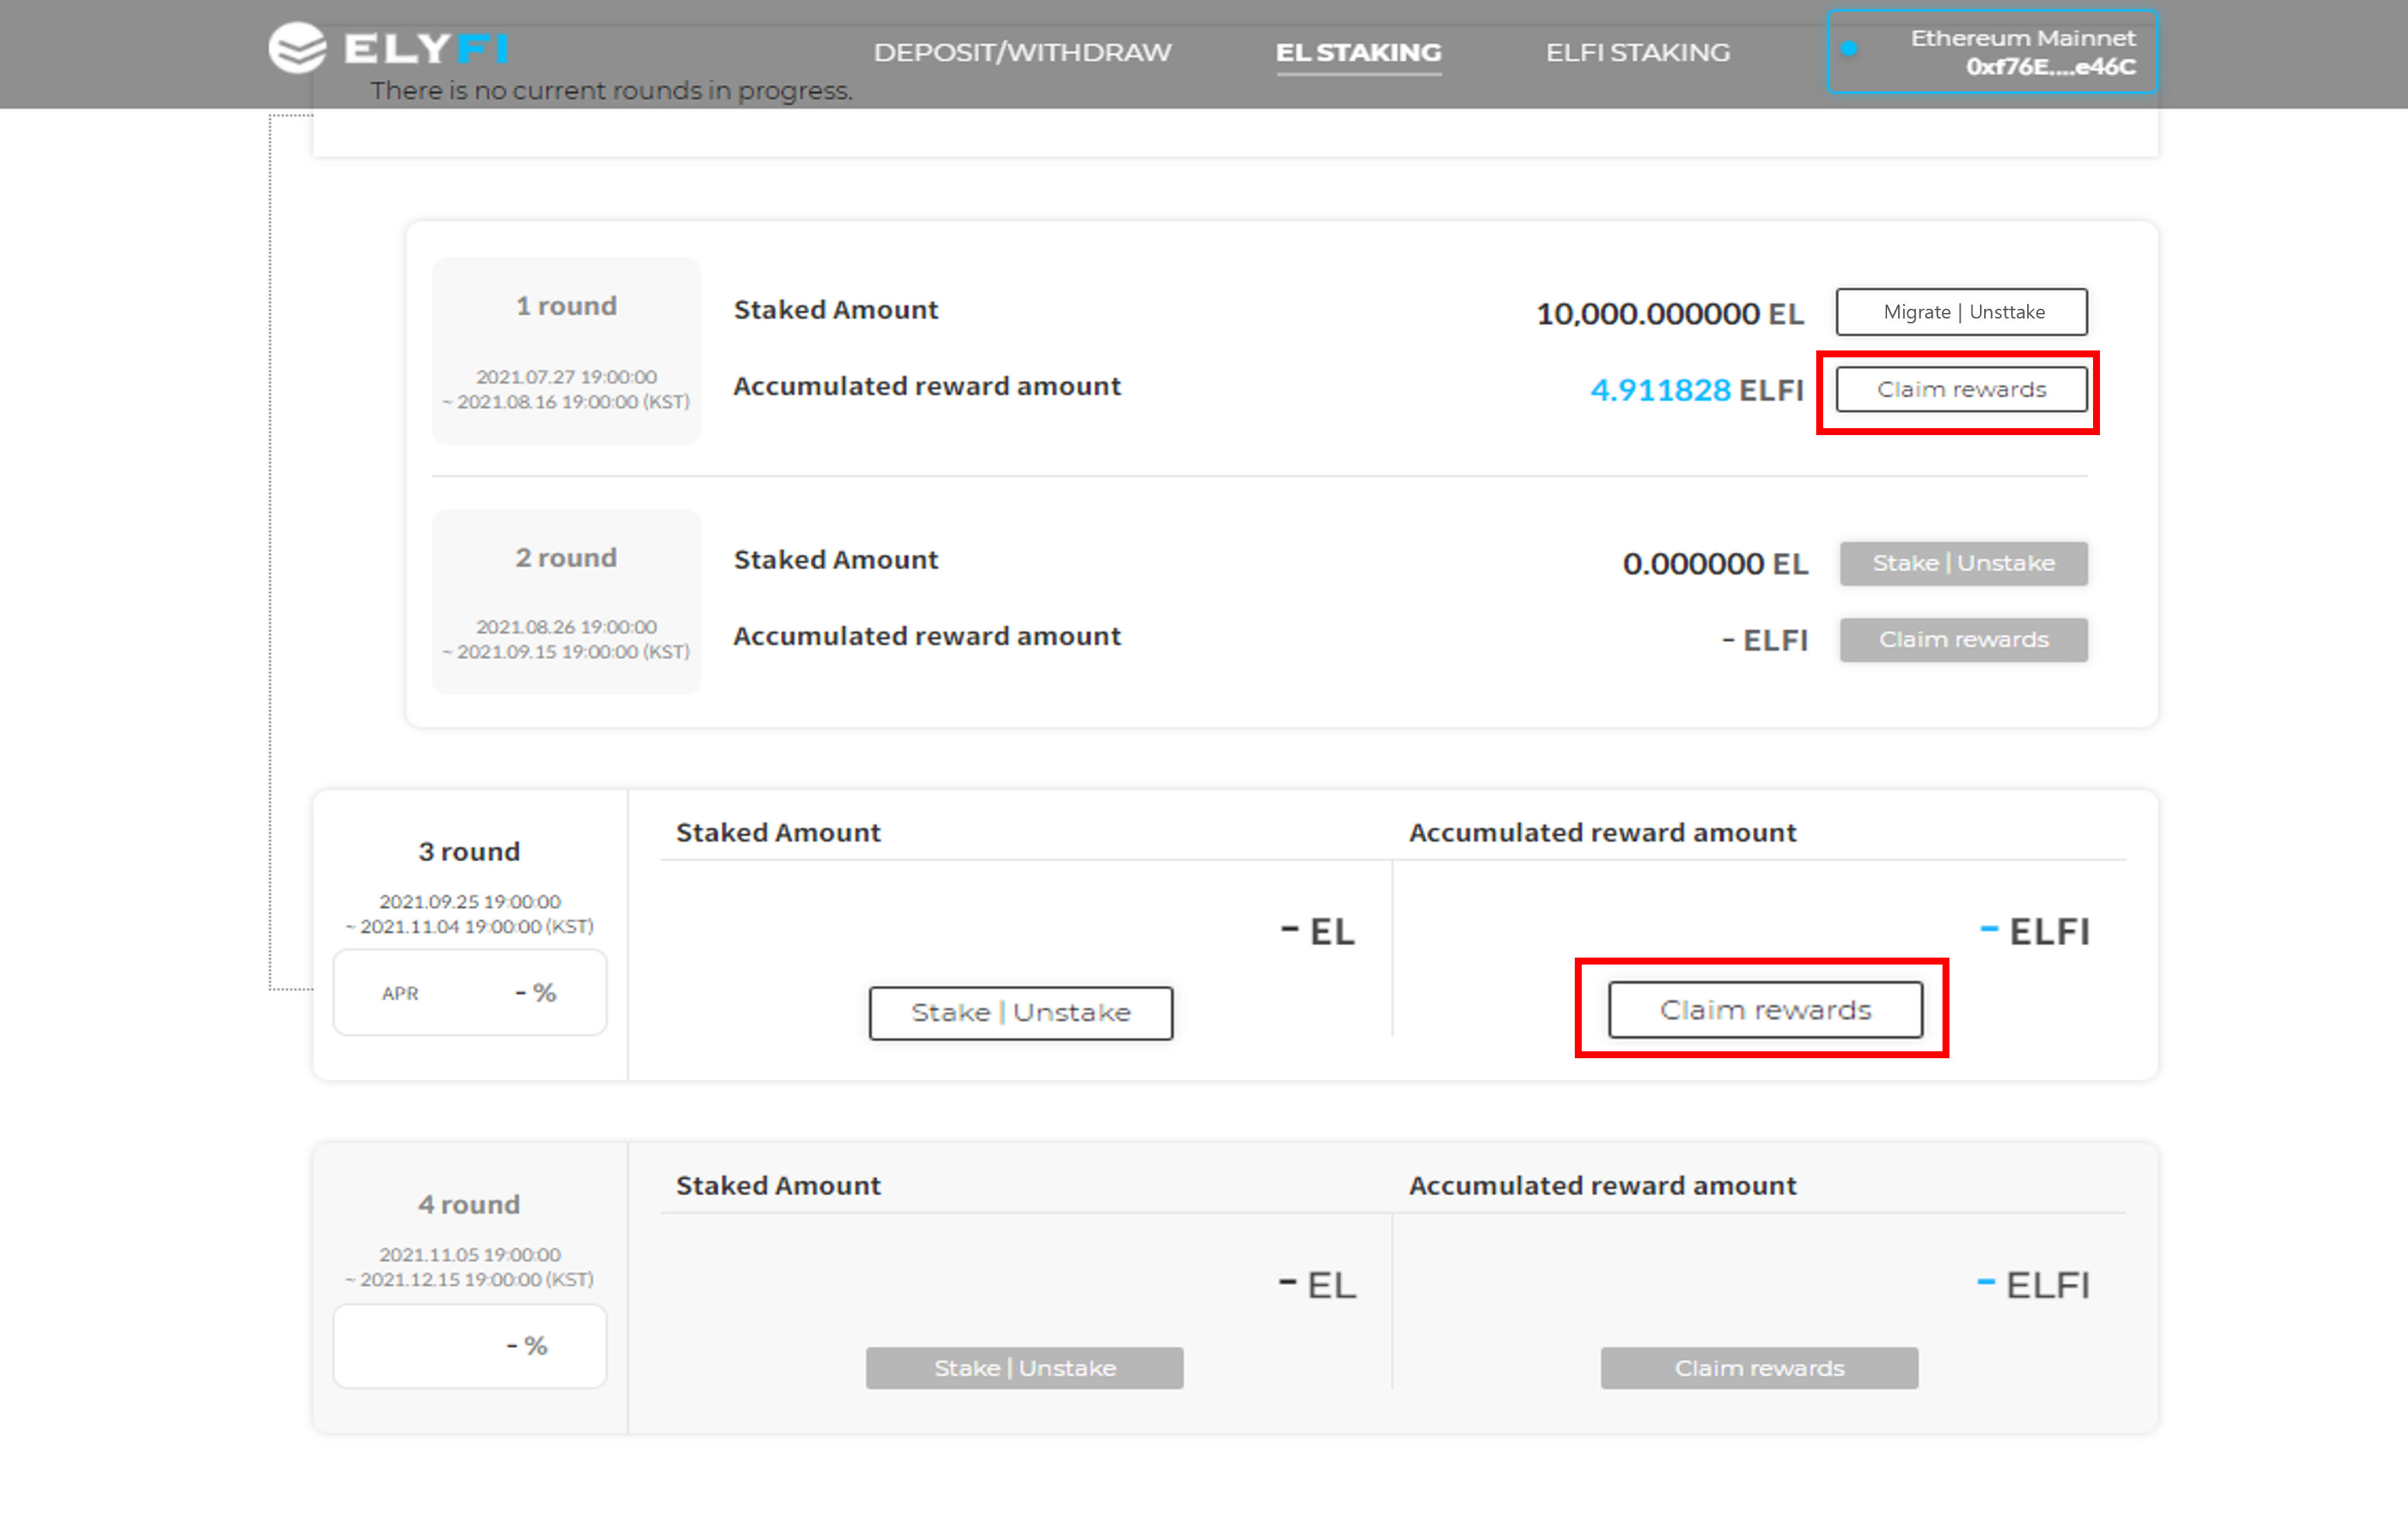 ELYFI
DEPOSIT/WITHDRAW
EL STAKING
ELFI STAKING
Ethereum Mainnet
0xf76E....e46C
There is no current rounds in progress.
1 round
2021.07.27 19:00:00
~ 2021.08.16 19:00:00 (KST)
Staked Amount
10,000.000000 EL
Migrate | Unsttake
Accumulated reward amount
4.911828 ELFI
Claim rewards
2 round
2021.08.26 19:00:00
~ 2021.09.15 19:00:00 (KST)
Staked Amount
0.000000 EL
Stake | Unstake
Accumulated reward amount
- ELFI
Claim rewards
3 round
2021.09.25 19:00:00
~ 2021.11.04 19:00:00 (KST)
APR - %
Staked Amount
- EL
Stake | Unstake
Accumulated reward amount
- ELFI
Claim rewards
4 round
2021.11.05 19:00:00
~ 2021.12.15 19:00:00 (KST)
- %
Staked Amount
- EL
Stake | Unstake
Accumulated reward amount
- ELFI
Claim rewards